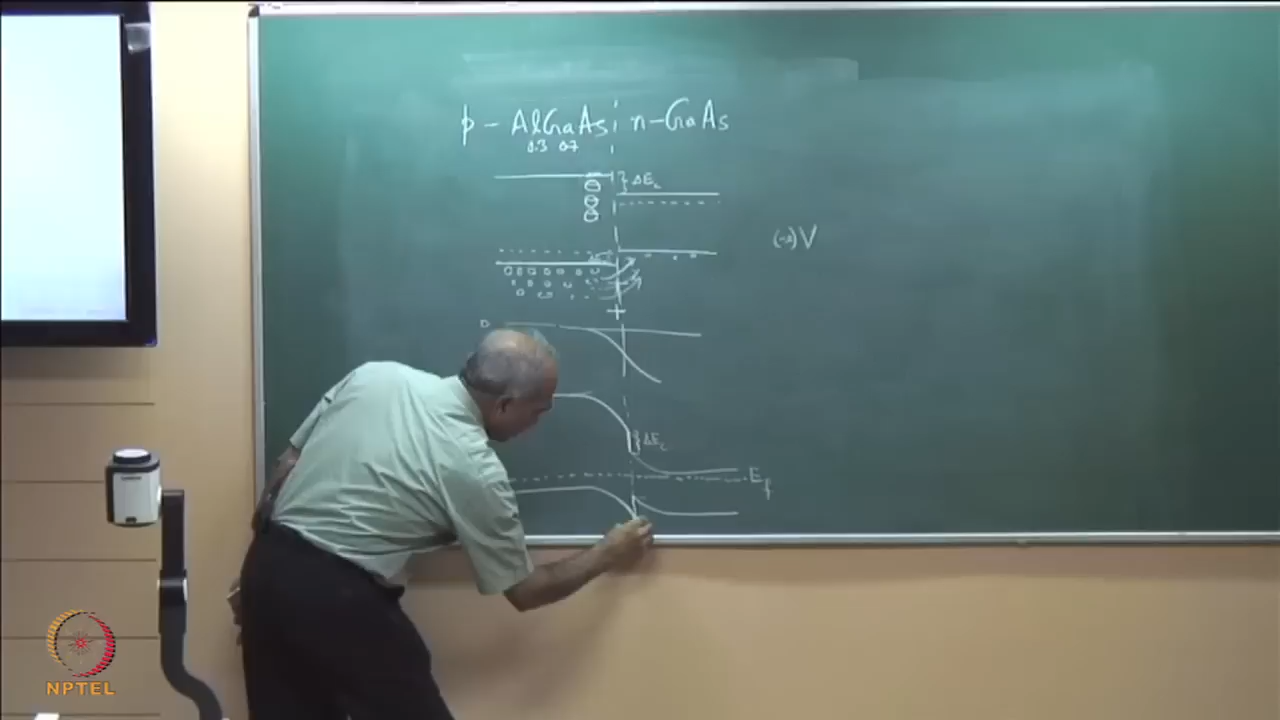 p - AlGaAs n - GaAs
0.3 0.7
ΔEc
(-e)V
ΔEc
Ef
NPTEL